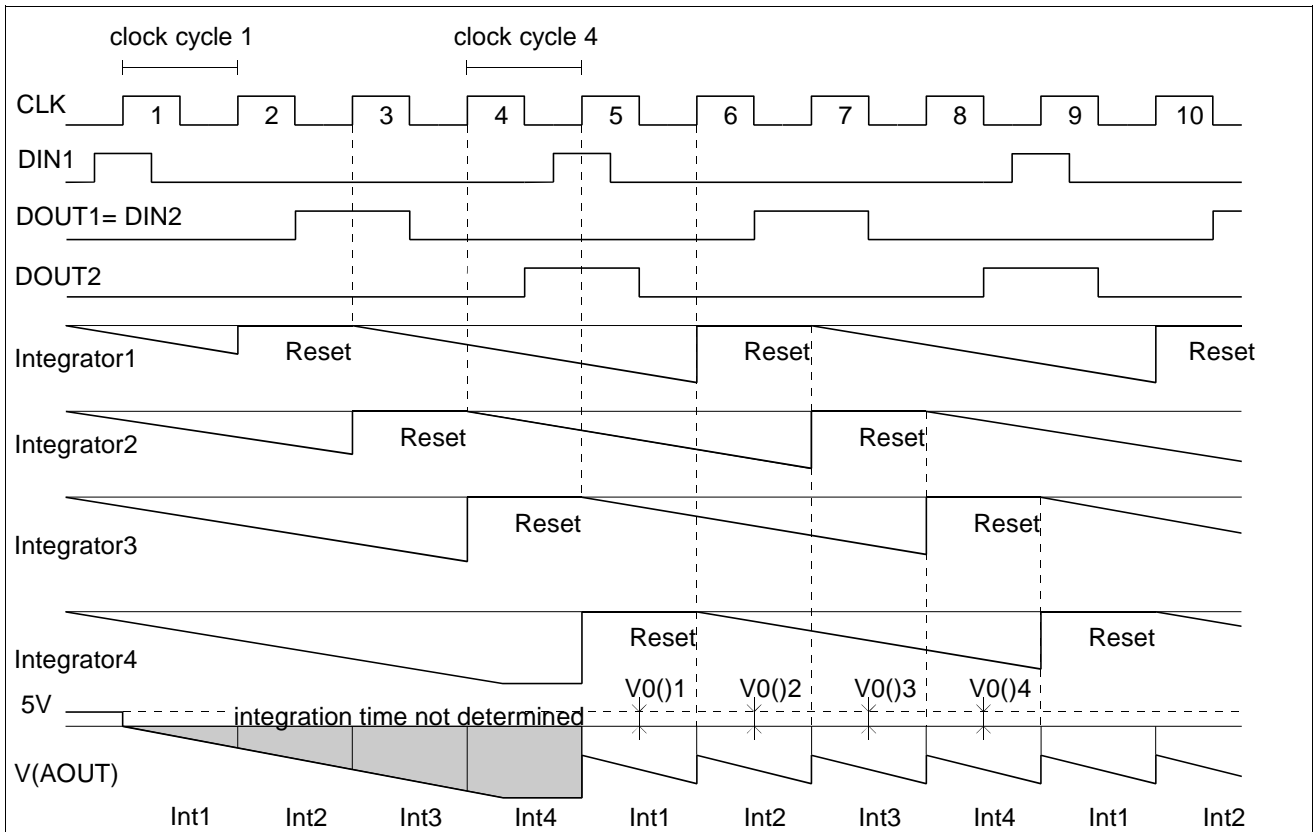 clock cycle 1 clock cycle 4
CLK 1 2 3 4 5 6 7 8 9 10
DIN1
DOUT1= DIN2
DOUT2
Integrator1 Reset Reset Reset
Integrator2 Reset Reset
Integrator3 Reset Reset
Integrator4 Reset Reset
5V V0()1 V0()2 V0()3 V0()4
integration time not determined
V(AOUT)
Int1 Int2 Int3 Int4 Int1 Int2 Int3 Int4 Int1 Int2